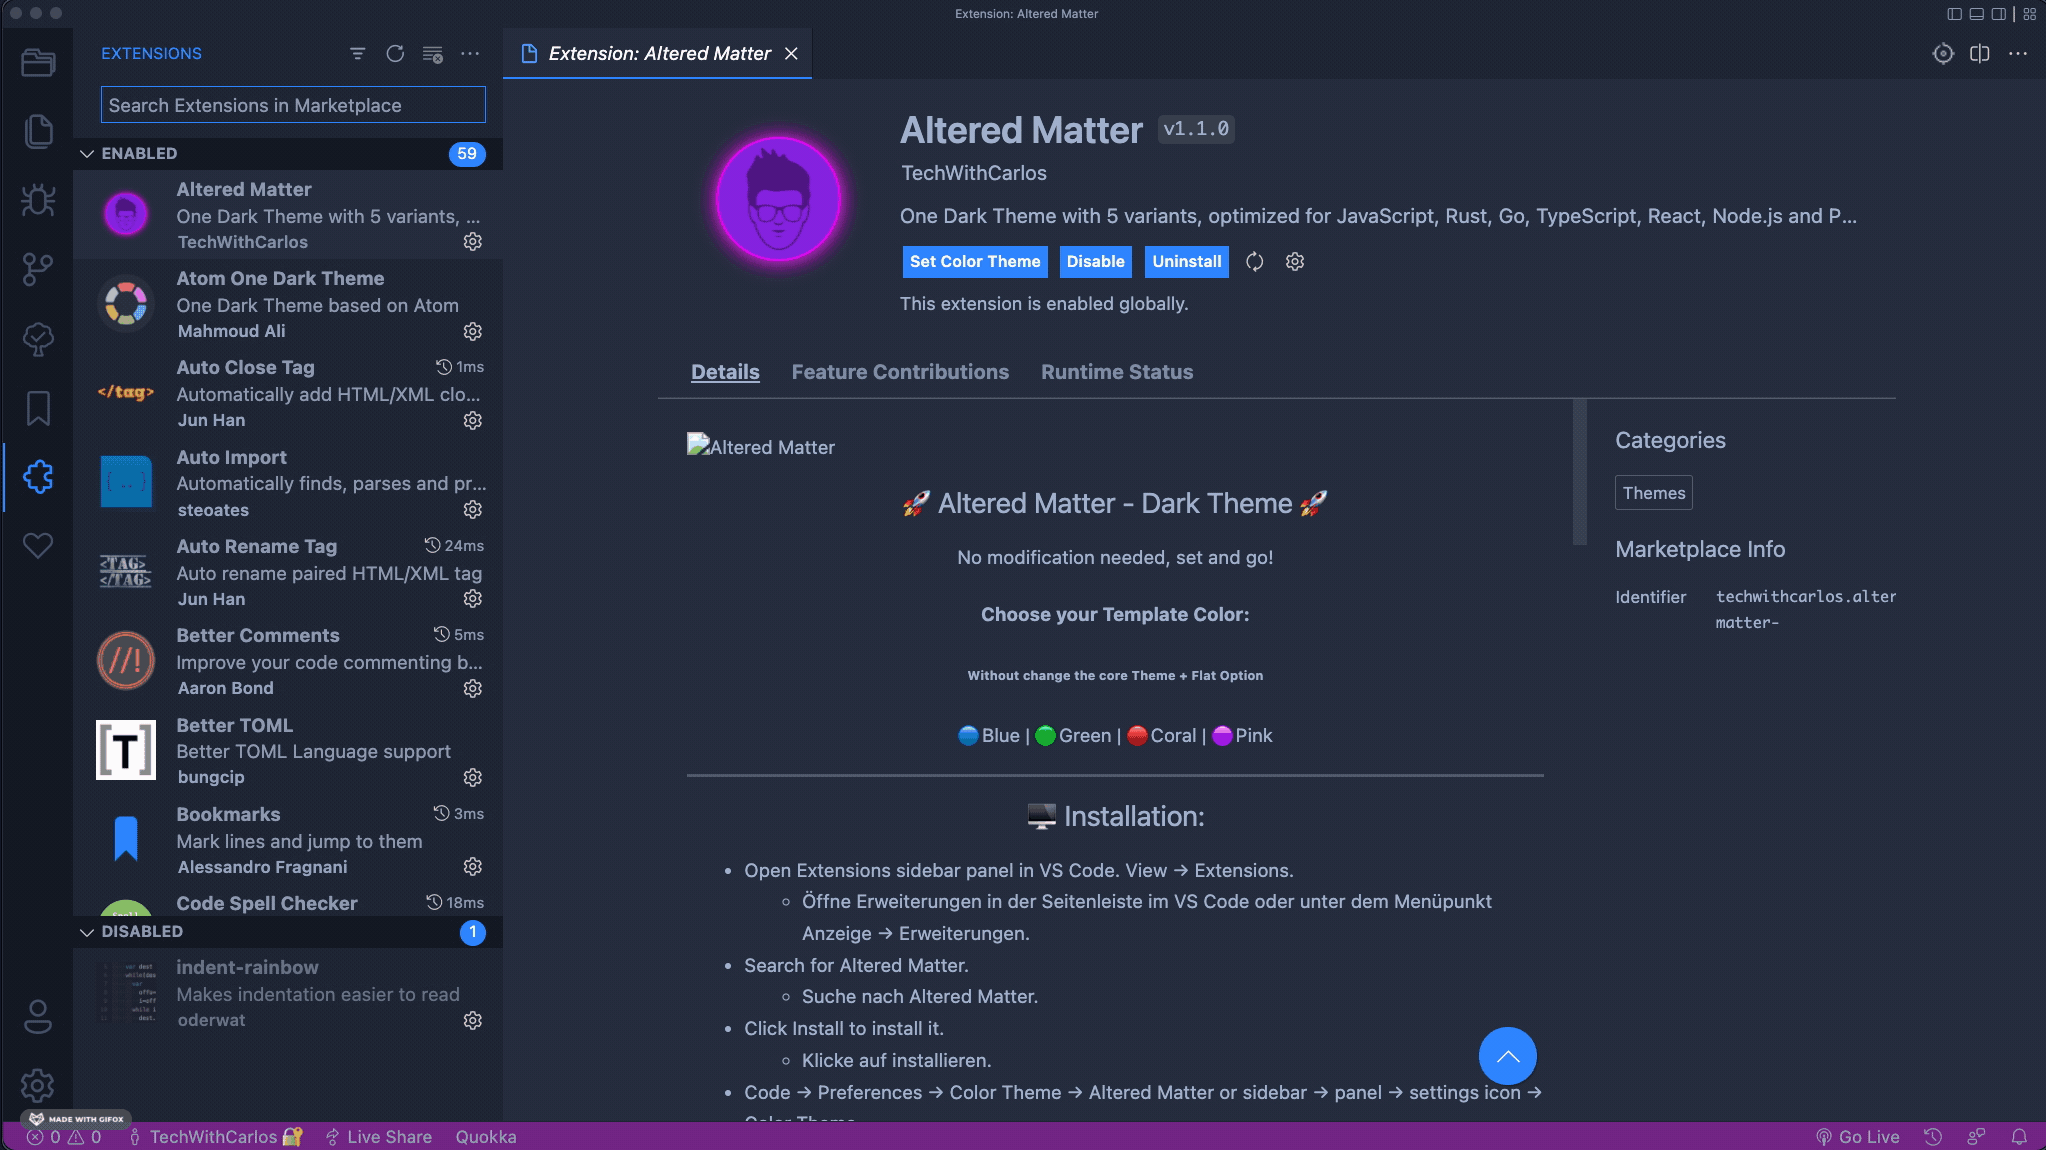 Extension: Altered Matter
EXTENSIONS
Search Extensions in Marketplace
ENABLED
59
Altered Matter
One Dark Theme with 5 variants, ...
TechWithCarlos
Atom One Dark Theme
One Dark Theme based on Atom
Mahmoud Ali
</tag>
Auto Close Tag
1ms
Automatically add HTML/XML clo...
Jun Han
Auto Import
Automatically finds, parses and pr...
steoates
<TAG>
</TAG>
Auto Rename Tag
24ms
Auto rename paired HTML/XML tag
Jun Han
//!
Better Comments
5ms
Improve your code commenting b...
Aaron Bond
[T]
Better TOML
Better TOML Language support
bungcip
Bookmarks
3ms
Mark lines and jump to them
Alessandro Fragnani
Code Spell Checker
18ms
DISABLED
1
indent-rainbow
Makes indentation easier to read
oderwat
Extension: Altered Matter
Altered Matter v1.1.0
TechWithCarlos
One Dark Theme with 5 variants, optimized for JavaScript, Rust, Go, TypeScript, React, Node.js and P...
Set Color Theme
Disable
Uninstall
This extension is enabled globally.
Details
Feature Contributions
Runtime Status
Altered Matter
🚀 Altered Matter - Dark Theme 🚀
No modification needed, set and go!
Choose your Template Color:
Without change the core Theme + Flat Option
🔵Blue | 🟢Green | 🔴Coral | 🟣Pink
🖥️ Installation:
• Open Extensions sidebar panel in VS Code. View → Extensions.
◦ Öffne Erweiterungen in der Seitenleiste im VS Code oder unter dem Menüpunkt
Anzeige → Erweiterungen.
• Search for Altered Matter.
◦ Suche nach Altered Matter.
• Click Install to install it.
◦ Klicke auf installieren.
• Code → Preferences → Color Theme → Altered Matter or sidebar → panel → settings icon →
Color Theme
Categories
Themes
Marketplace Info
Identifier
techwithcarlos.alter
matter-
MADE WITH GIFOX
0
0
TechWithCarlos 🔐
Live Share
Quokka
Go Live